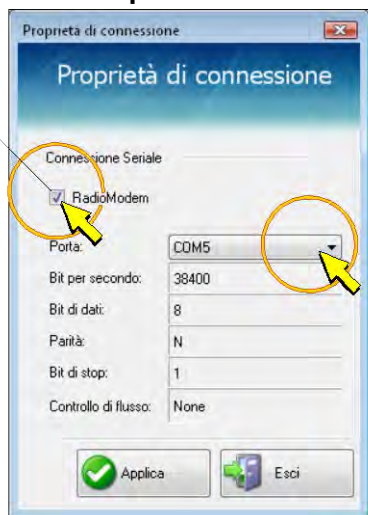 Proprietà di connessione
Proprietà di connessione
Connessione Seriale
RadioModem
Porta: COM5
Bit per secondo: 38400
Bit di dati: 8
Parità: N
Bit di stop: 1
Controllo di flusso: None
Applica Esci